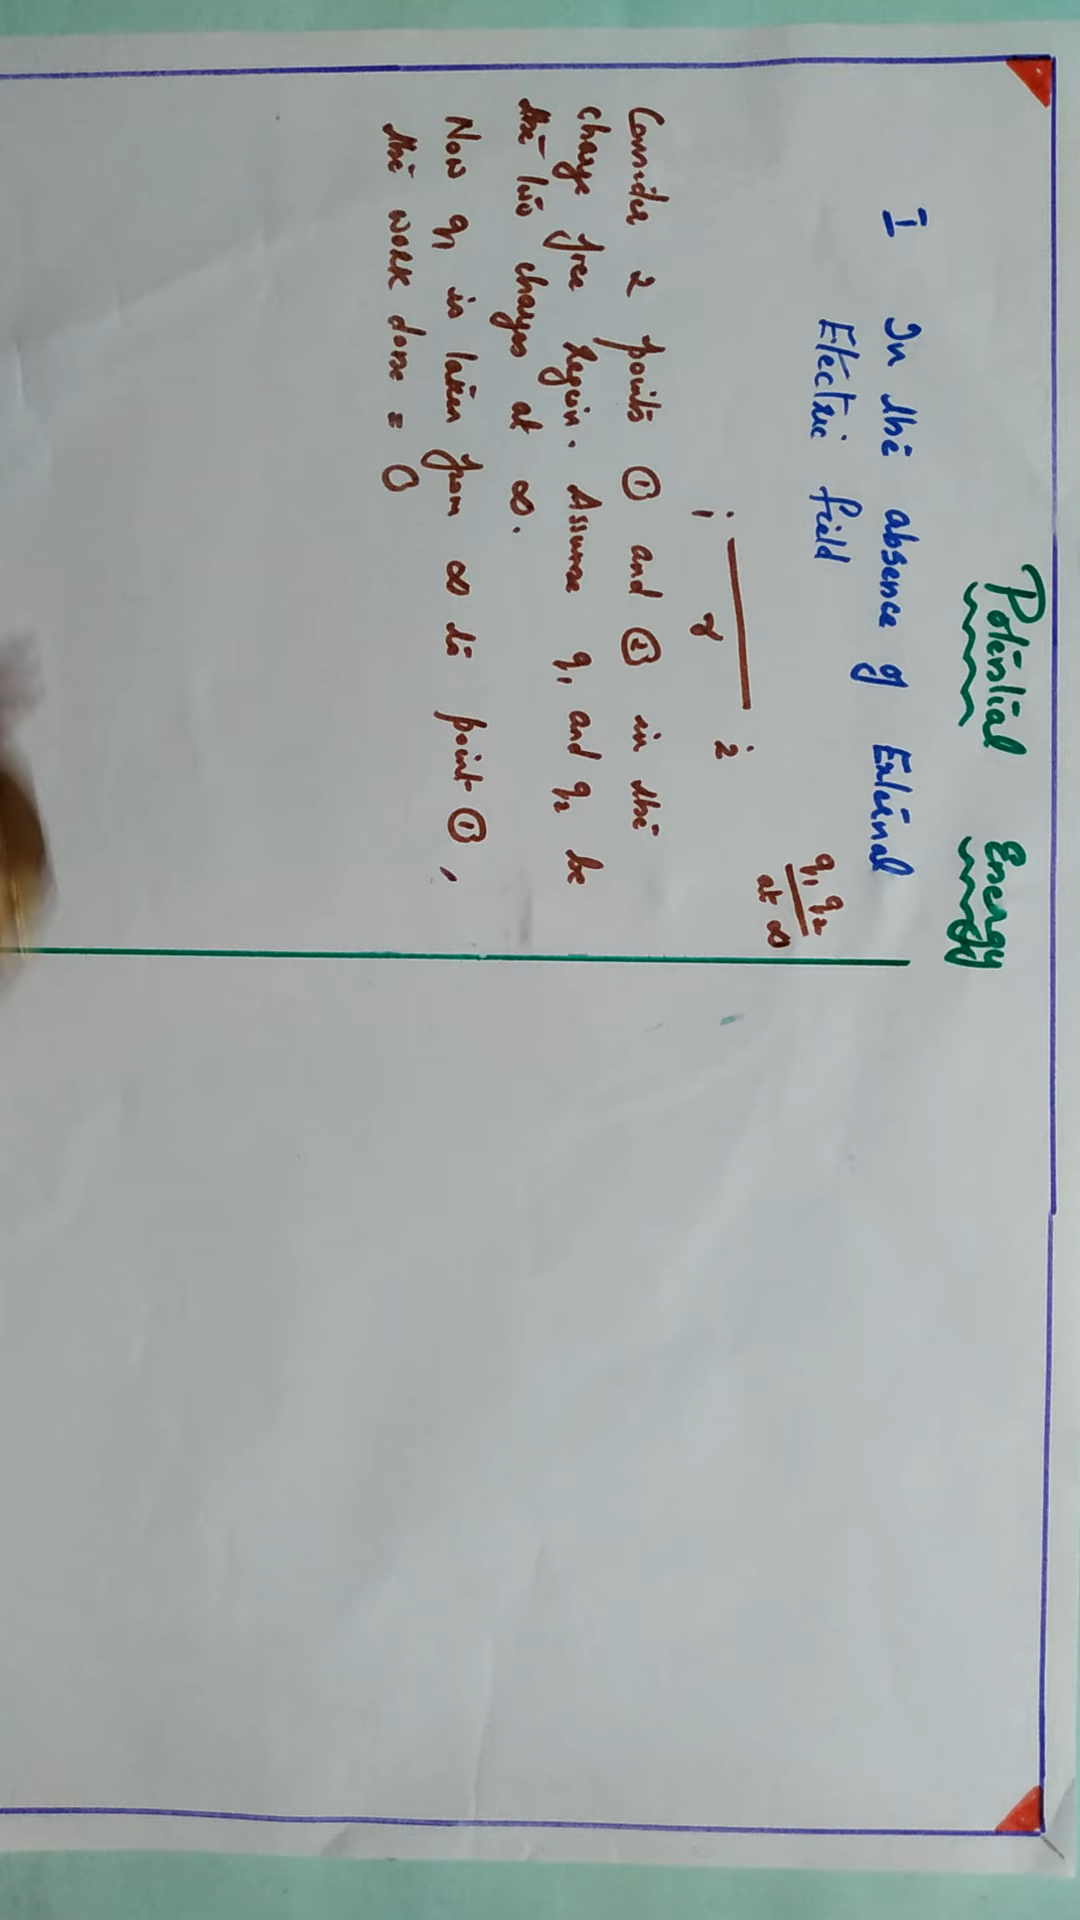 Potential Energy
I In the absence of External
Electric field
q₁ q₂
at ∞
1 2
r
Consider 2 points ① and ② in the
charge free region. Assume q₁ and q₂ be
the two charges at ∞.
Now q₁ is taken from ∞ to point ①,
the work done = 0